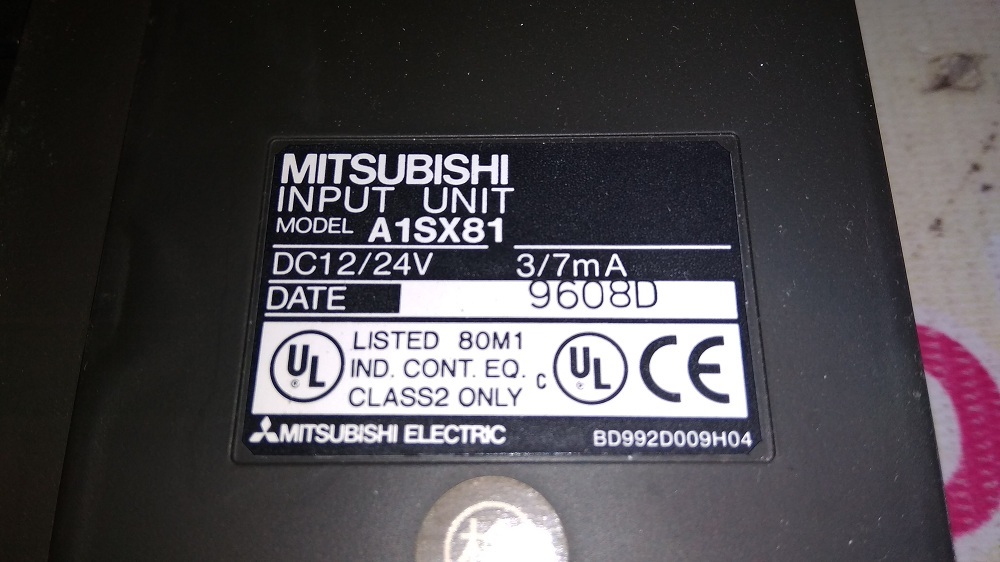 MITSUBISHI
INPUT UNIT
MODEL A1SX81
DC12/24V 3/7mA
DATE 9608D
UL LISTED 80M1
IND. CONT. EQ.
CLASS2 ONLY
C UL CE
MITSUBISHI ELECTRIC BD992D009H04